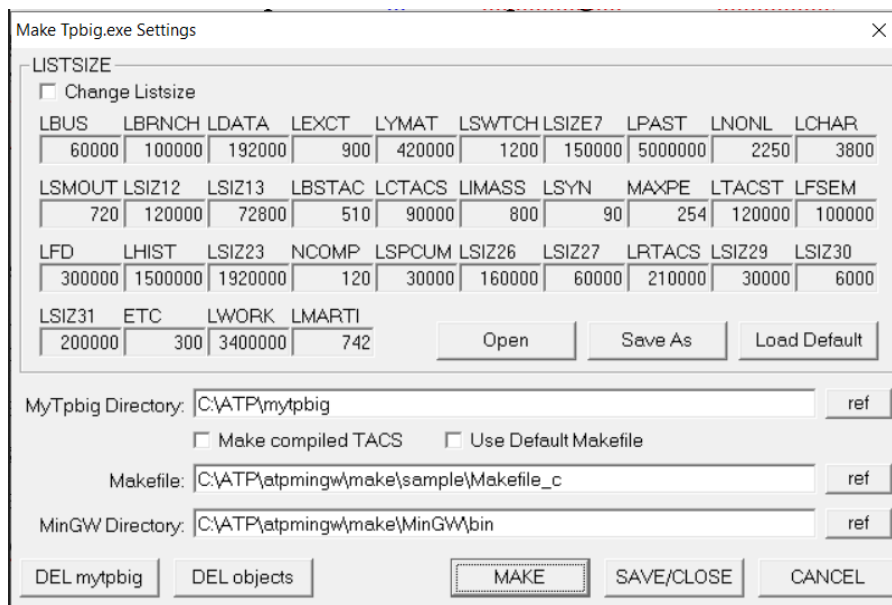 Make Tpbig.exe Settings
LISTSIZE
Change Listsize
LBUS LBRNCH LDATA LEXCT LYMAT LSWTCH LSIZE7 LPAST LNONL LCHAR
60000 100000 192000 900 420000 1200 150000 5000000 2250 3800
LSMOUT LSIZ12 LSIZ13 LBSTAC LCTACS LIMASS LSYN MAXPE LTACST LFSEM
720 120000 72800 510 90000 800 90 254 120000 100000
LFD LHIST LSIZ23 NCOMP LSPCUM LSIZ26 LSIZ27 LRTACS LSIZ29 LSIZ30
300000 1500000 1920000 120 30000 160000 60000 210000 30000 6000
LSIZ31 ETC LWORK LMARTI
200000 300 3400000 742 Open Save As Load Default
MyTpbig Directory: C:\ATP\mytpbig ref
Make compiled TACS Use Default Makefile
Makefile: C:\ATP\atpmingw\make\sample\Makefile_c ref
MinGW Directory: C:\ATP\atpmingw\make\MinGW\bin ref
DEL mytpbig DEL objects MAKE SAVE/CLOSE CANCEL